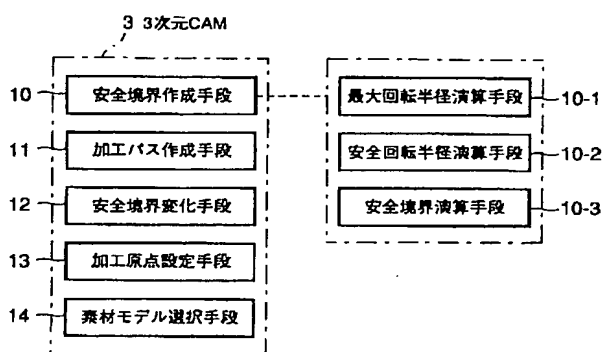 3 3次元CAM
10 安全境界作成手段
11 加工パス作成手段
12 安全境界変化手段
13 加工原点設定手段
14 素材モデル選択手段
最大回転半径演算手段 10-1
安全回転半径演算手段 10-2
安全境界演算手段 10-3